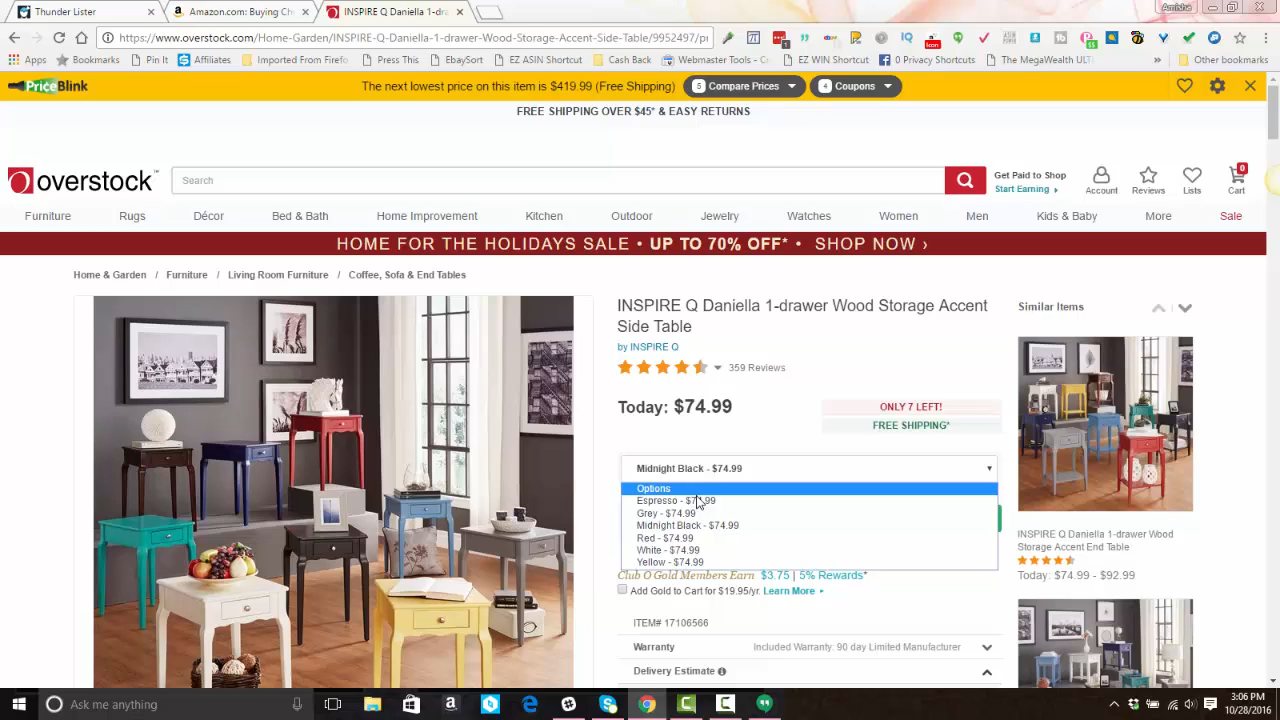 Thunder Lister
Amazon.com: Buying Ch
INSPIRE Q Daniella 1-dra
Amisha
https://www.overstock.com/Home-Garden/INSPIRE-Q-Daniella-1-drawer-Wood-Storage-Accent-Side-Table/9952497/pr
Apps
Bookmarks
Pin It
Affiliates
Imported From Firefo
Press This
EbaySort
EZ ASIN Shortcut
Cash Back
Webmaster Tools - C
EZ WIN Shortcut
0 Privacy Shortcuts
The MegaWealth ULT
Other bookmarks
PriceBlink
The next lowest price on this item is $419.99 (Free Shipping)
5 Compare Prices
4 Coupons
FREE SHIPPING OVER $45* & EASY RETURNS
overstock™
Search
Get Paid to Shop
Start Earning
Account
Reviews
Lists
0
Cart
Furniture
Rugs
Décor
Bed & Bath
Home Improvement
Kitchen
Outdoor
Jewelry
Watches
Women
Men
Kids & Baby
More
Sale
HOME FOR THE HOLIDAYS SALE • UP TO 70% OFF* • SHOP NOW ›
Home & Garden / Furniture / Living Room Furniture / Coffee, Sofa & End Tables
INSPIRE Q Daniella 1-drawer Wood Storage Accent
Side Table
by INSPIRE Q
359 Reviews
Today: $74.99
ONLY 7 LEFT!
FREE SHIPPING*
Midnight Black - $74.99
Options
Espresso - $74.99
Grey - $74.99
Midnight Black - $74.99
Red - $74.99
White - $74.99
Yellow - $74.99
Club O Gold Members Earn $3.75 | 5% Rewards*
Add Gold to Cart for $19.95/yr. Learn More
ITEM# 17106566
Warranty
Included Warranty: 90 day Limited Manufacturer
Delivery Estimate
Similar Items
INSPIRE Q Daniella 1-drawer Wood
Storage Accent End Table
Today: $74.99 - $92.99
Ask me anything
3:06 PM
10/28/2016